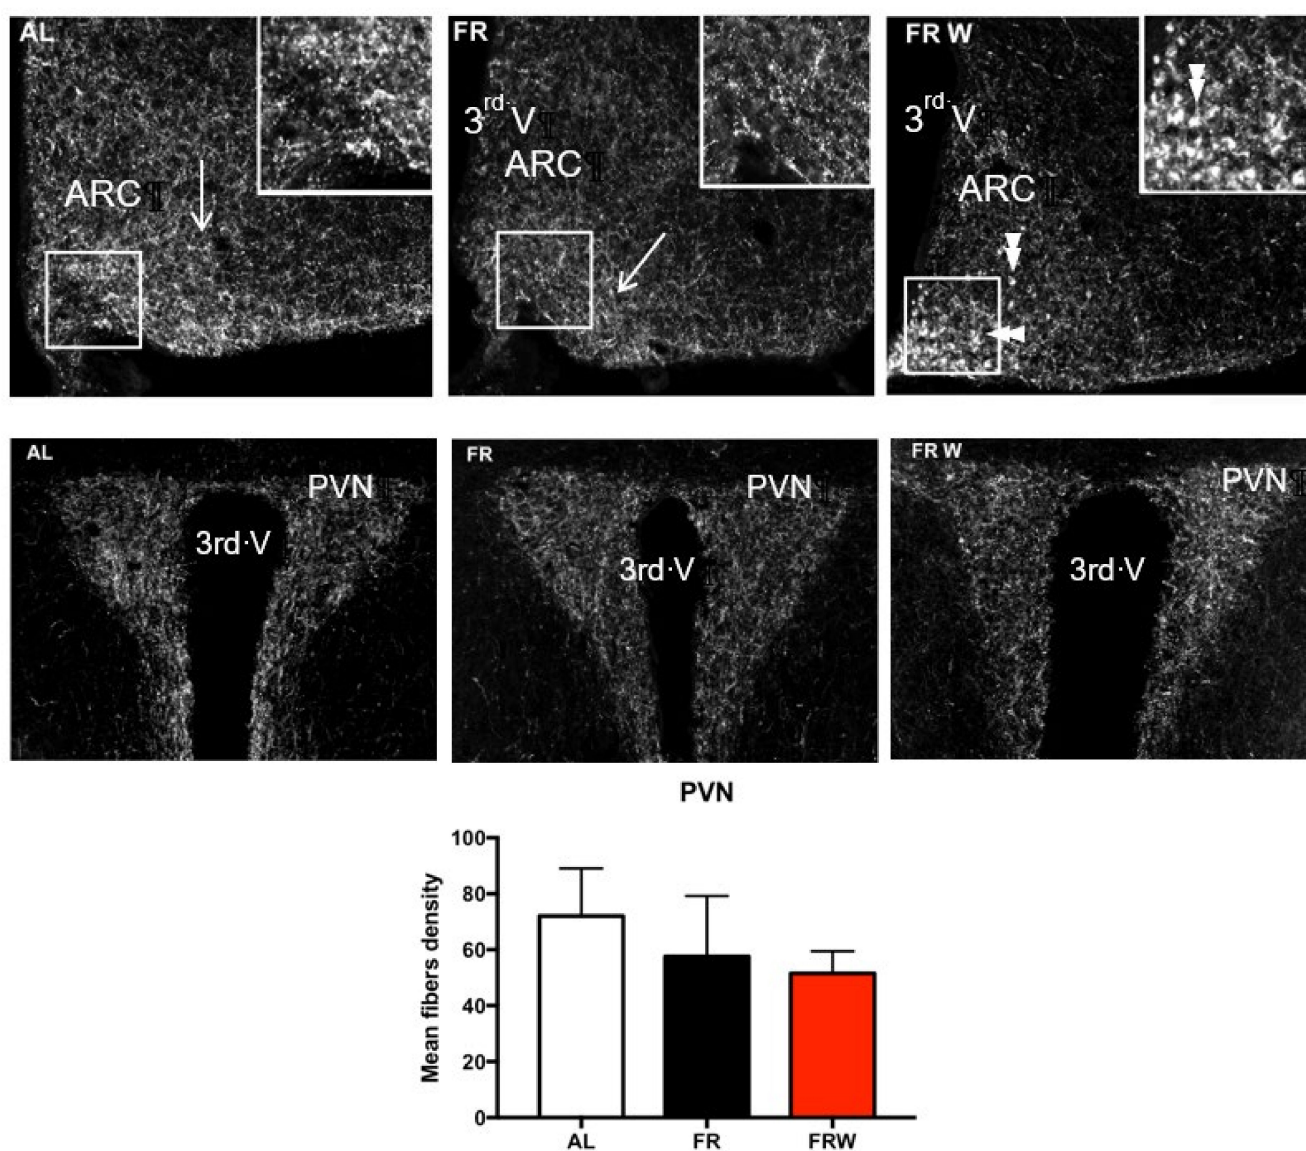 AL
ARC¶
FR
3rd·V¶
ARC¶
FR W
3rd·V¶
ARC¶
AL
PVN¶
3rd·V
FR
PVN¶
3rd·V¶
FR W
PVN¶
3rd·V
PVN
Mean fibers density
100
80
60
40
20
0
AL
FR
FRW